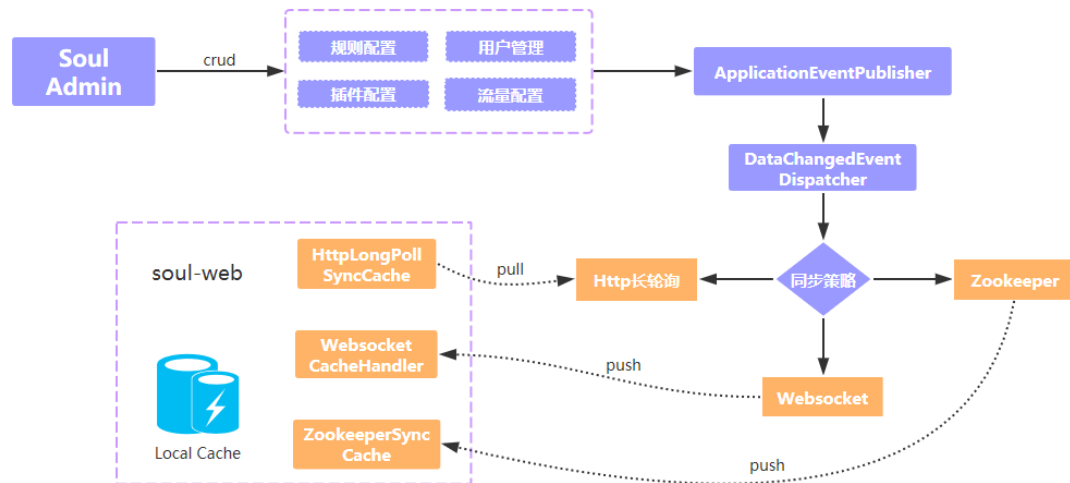 Soul
Admin
crud
规则配置
用户管理
插件配置
流量配置
ApplicationEventPublisher
DataChangedEvent
Dispatcher
soul-web
HttpLongPoll
SyncCache
pull
Http长轮询
同步策略
Zookeeper
Websocket
CacheHandler
push
Websocket
Local Cache
ZookeeperSync
Cache
push